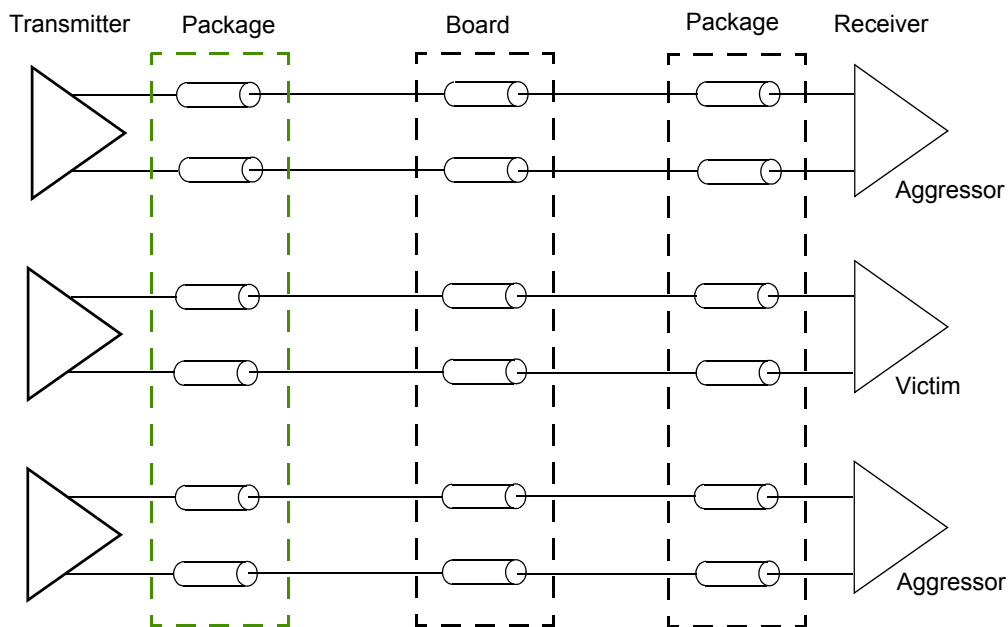 Transmitter
Package
Board
Package
Receiver
Aggressor
Victim
Aggressor